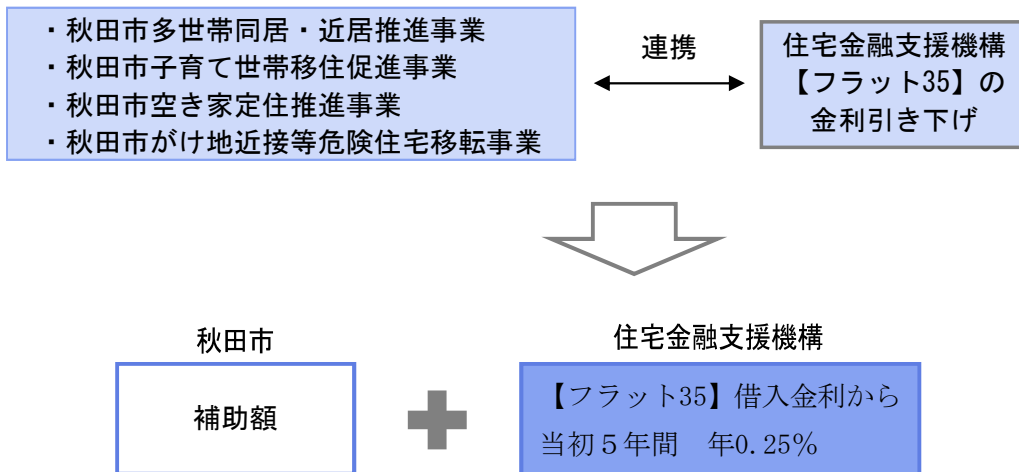 ・秋田市多世帯同居・近居推進事業
・秋田市子育て世帯移住促進事業
・秋田市空き家定住推進事業
・秋田市がけ地近接等危険住宅移転事業
連携
住宅金融支援機構
【フラット35】の
金利引き下げ
秋田市
補助額
住宅金融支援機構
【フラット35】借入金利から
当初５年間　年0.25%